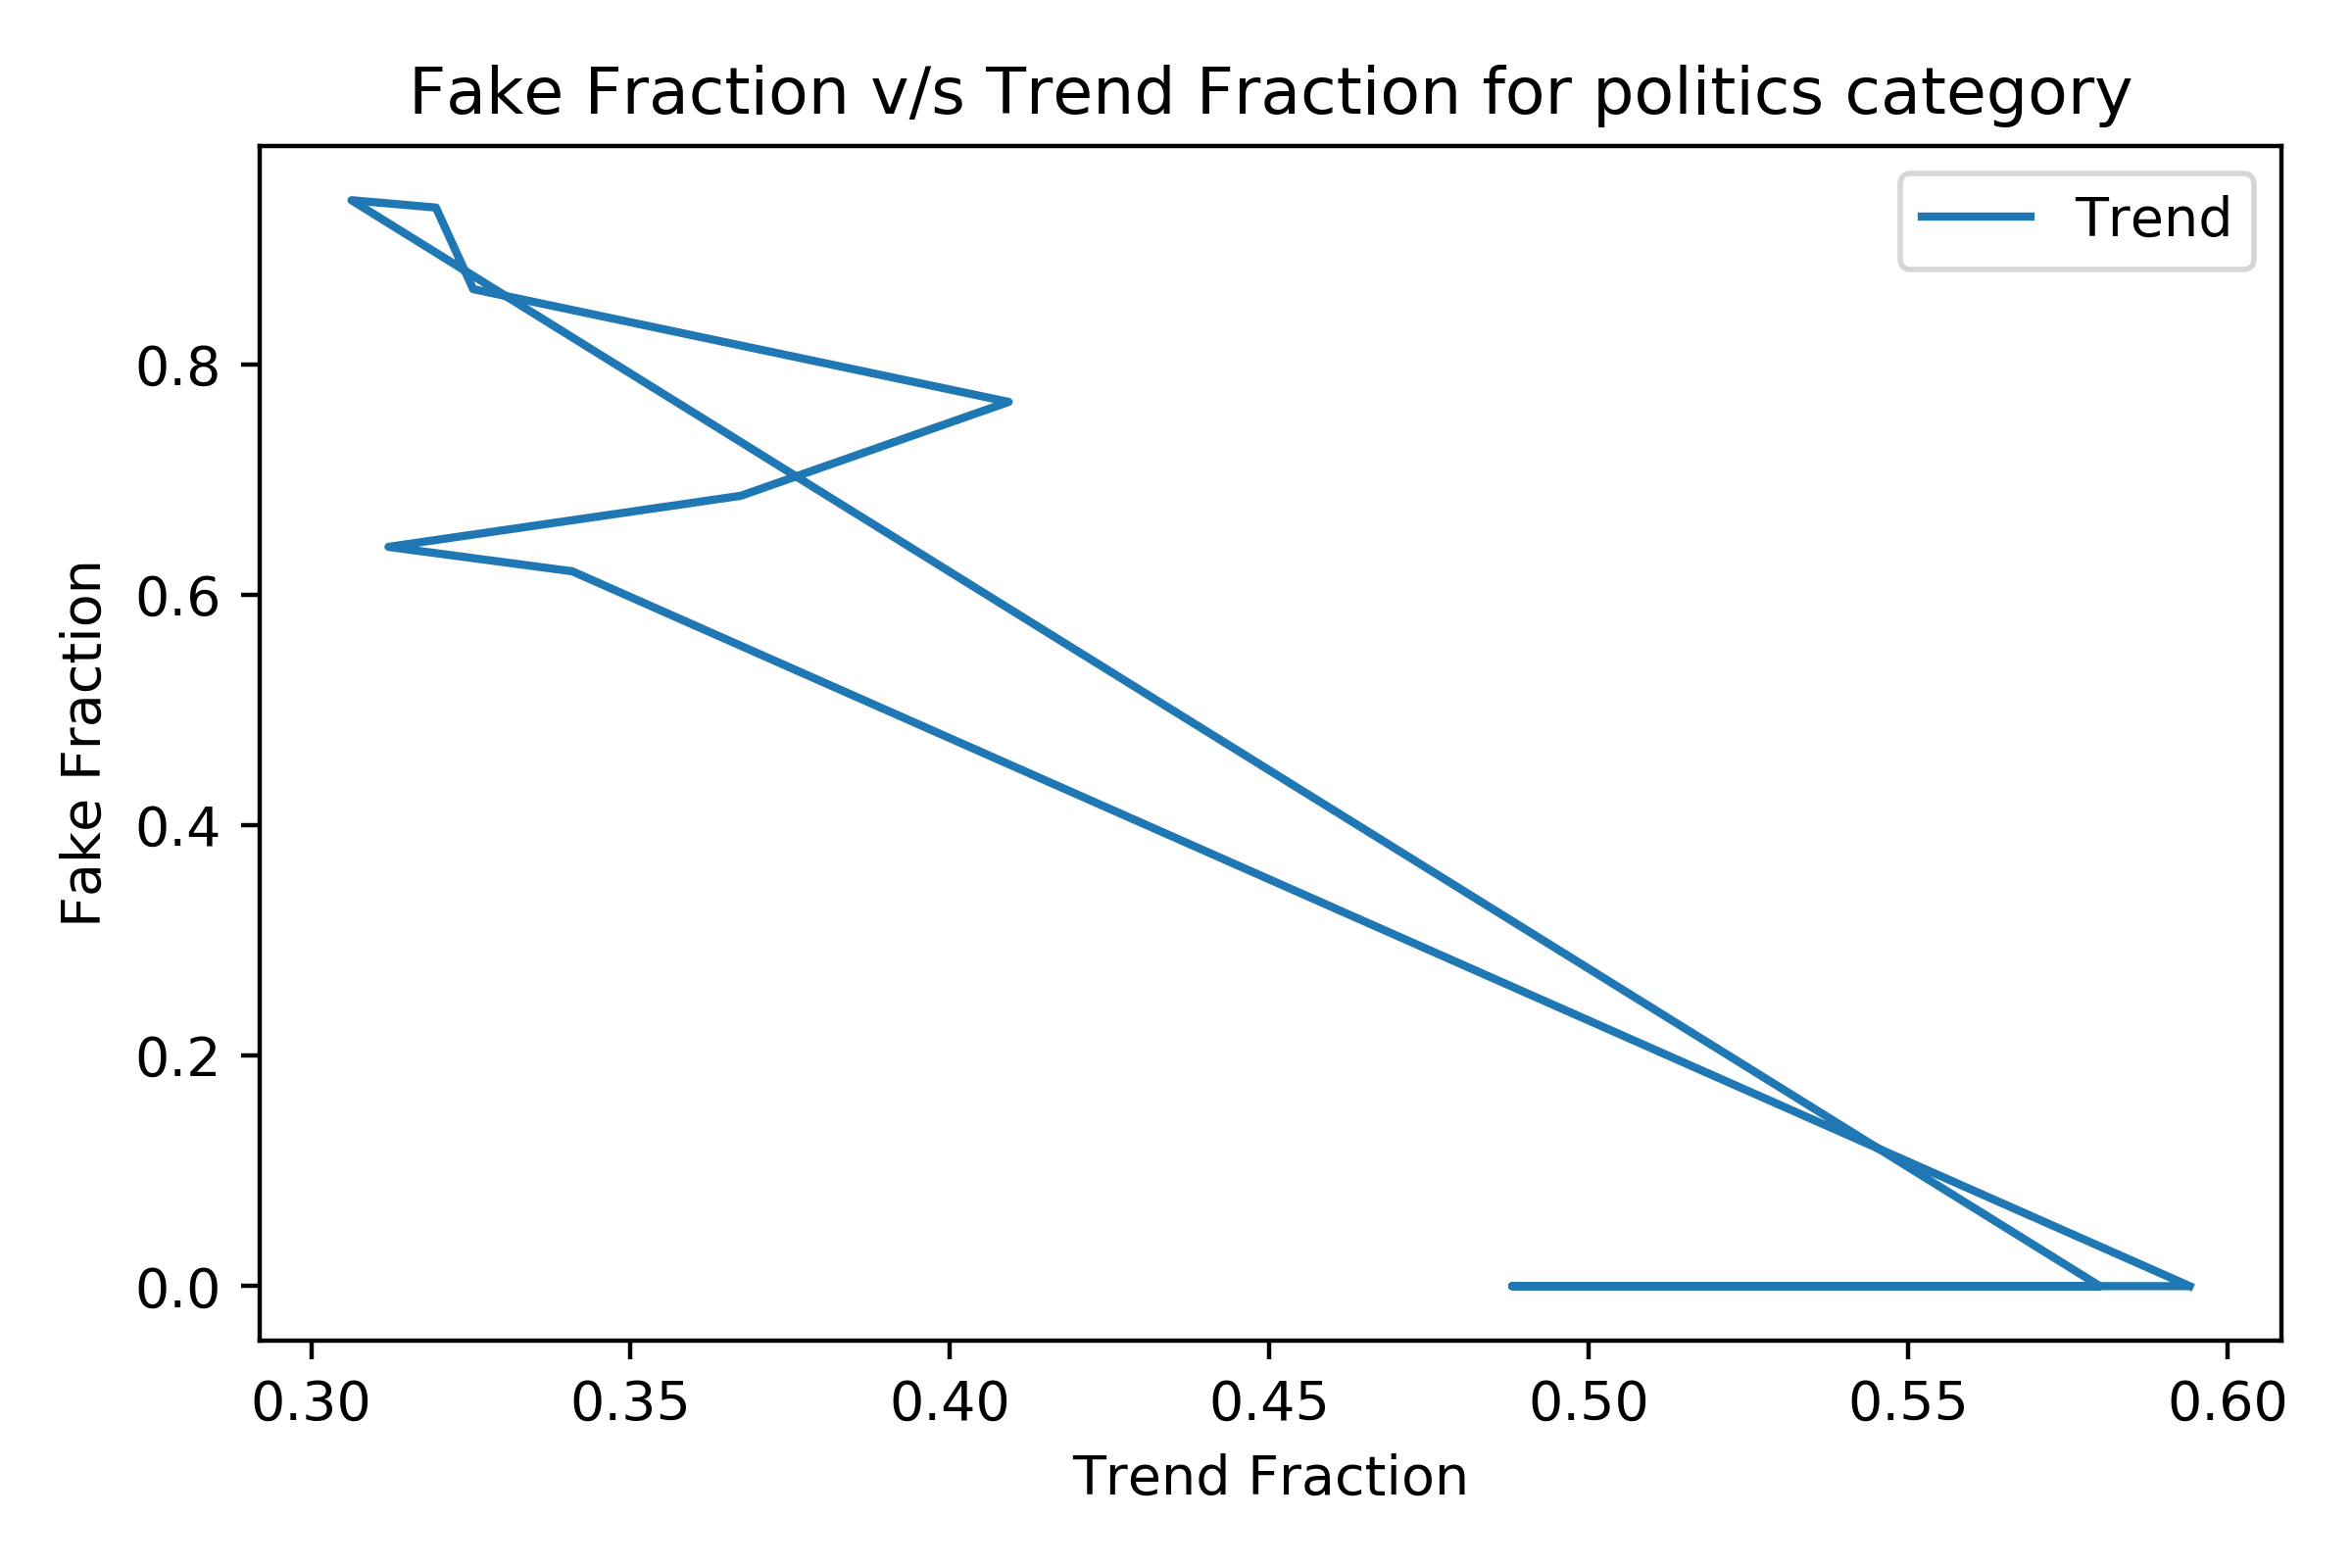 Fake Fraction v/s Trend Fraction for politics category
Trend
Fake Fraction
0.8
0.6
0.4
0.2
0.0
0.30 0.35 0.40 0.45 0.50 0.55 0.60
Trend Fraction